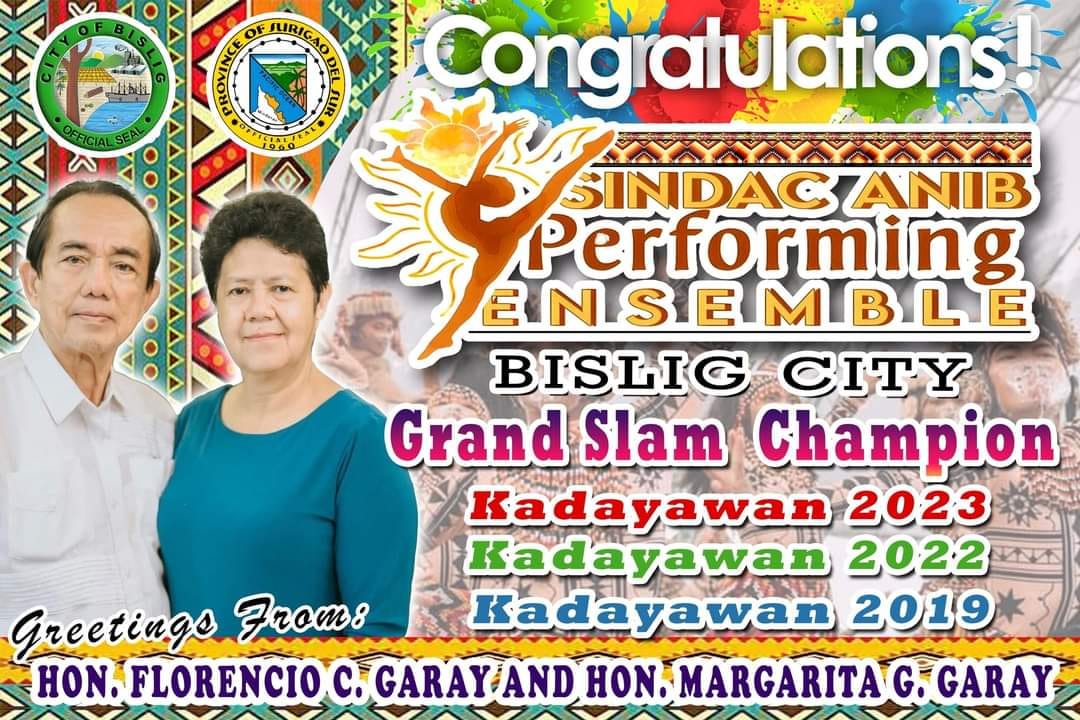 CITY OF BISLIG
OFFICIAL SEAL
PROVINCE OF SURIGAO DEL SUR
OFFICIAL SEAL
1960
Congratulations!
SINDAC ANIB
Performing
ENSEMBLE
BISLIG CITY
Grand Slam Champion
Kadayawan 2023
Kadayawan 2022
Kadayawan 2019
Greetings From:
HON. FLORENCIO C. GARAY AND HON. MARGARITA G. GARAY